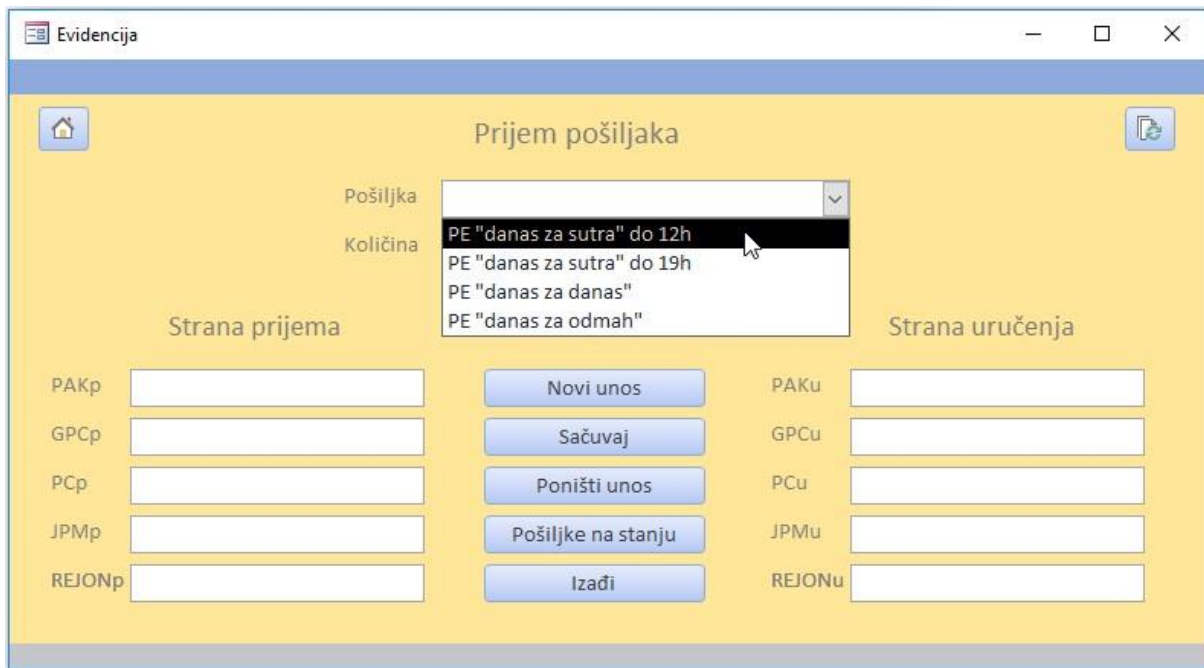 Evidencija
Prijem pošiljaka
Pošiljka
Količina
PE "danas za sutra" do 12h
PE "danas za sutra" do 19h
PE "danas za danas"
PE "danas za odmah"
Strana prijema
Strana uručenja
PAKp
Novi unos
PAKu
GPCp
Sačuvaj
GPCu
PCp
Poništi unos
PCu
JPMp
Pošiljke na stanju
JPMu
REJONp
Izađi
REJONu